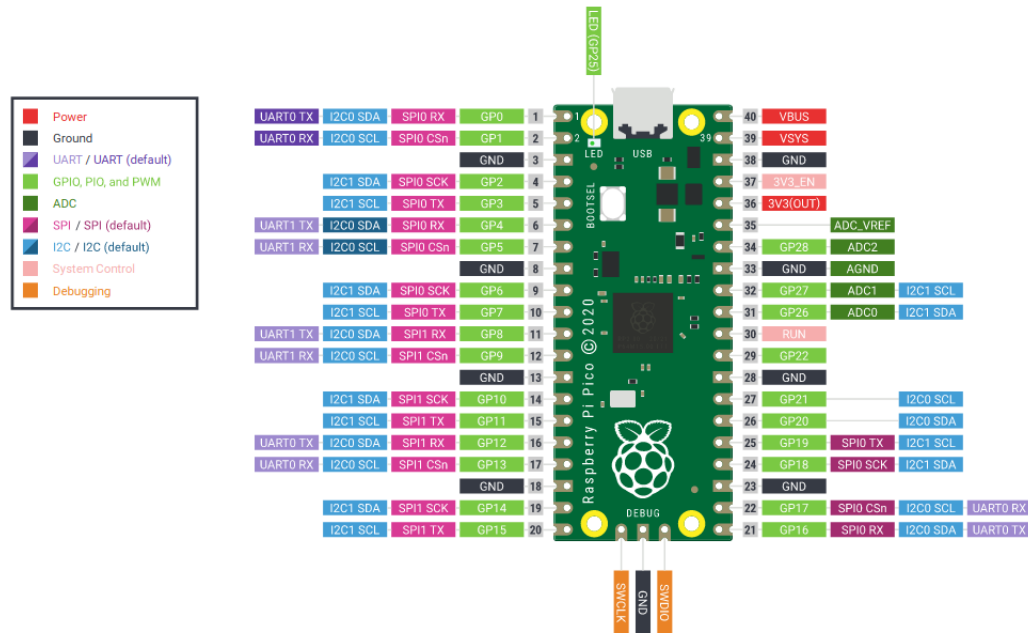 LED (GP25)
Power
Ground
UART / UART (default)
GPIO, PIO, and PWM
ADC
SPI / SPI (default)
I2C / I2C (default)
System Control
Debugging
UART0 TX I2C0 SDA SPI0 RX GP0 1 1 40 VBUS
UART0 RX I2C0 SCL SPI0 CSn GP1 2 2 LED USB 39 39 VSYS
GND 3 38 GND
I2C1 SDA SPI0 SCK GP2 4 37 3V3_EN
I2C1 SCL SPI0 TX GP3 5 BOOTSEL 36 3V3(OUT)
UART1 TX I2C0 SDA SPI0 RX GP4 6 35 ADC_VREF
UART1 RX I2C0 SCL SPI0 CSn GP5 7 34 GP28 ADC2
GND 8 33 GND AGND
I2C1 SDA SPI0 SCK GP6 9 32 GP27 ADC1 I2C1 SCL
I2C1 SCL SPI0 TX GP7 10 31 GP26 ADC0 I2C1 SDA
UART1 TX I2C0 SDA SPI1 RX GP8 11 30 RUN
UART1 RX I2C0 SCL SPI1 CSn GP9 12 29 GP22
GND 13 28 GND
I2C1 SDA SPI1 SCK GP10 14 27 GP21 I2C0 SCL
I2C1 SCL SPI1 TX GP11 15 26 GP20 I2C0 SDA
UART0 TX I2C0 SDA SPI1 RX GP12 16 25 GP19 SPI0 TX I2C1 SCL
UART0 RX I2C0 SCL SPI1 CSn GP13 17 24 GP18 SPI0 SCK I2C1 SDA
GND 18 23 GND
I2C1 SDA SPI1 SCK GP14 19 22 GP17 SPI0 CSn I2C0 SCL UART0 RX
I2C1 SCL SPI1 TX GP15 20 21 GP16 SPI0 RX I2C0 SDA UART0 TX
Raspberry Pi Pico © 2020
DEBUG
SWCLK
GND
SWDIO